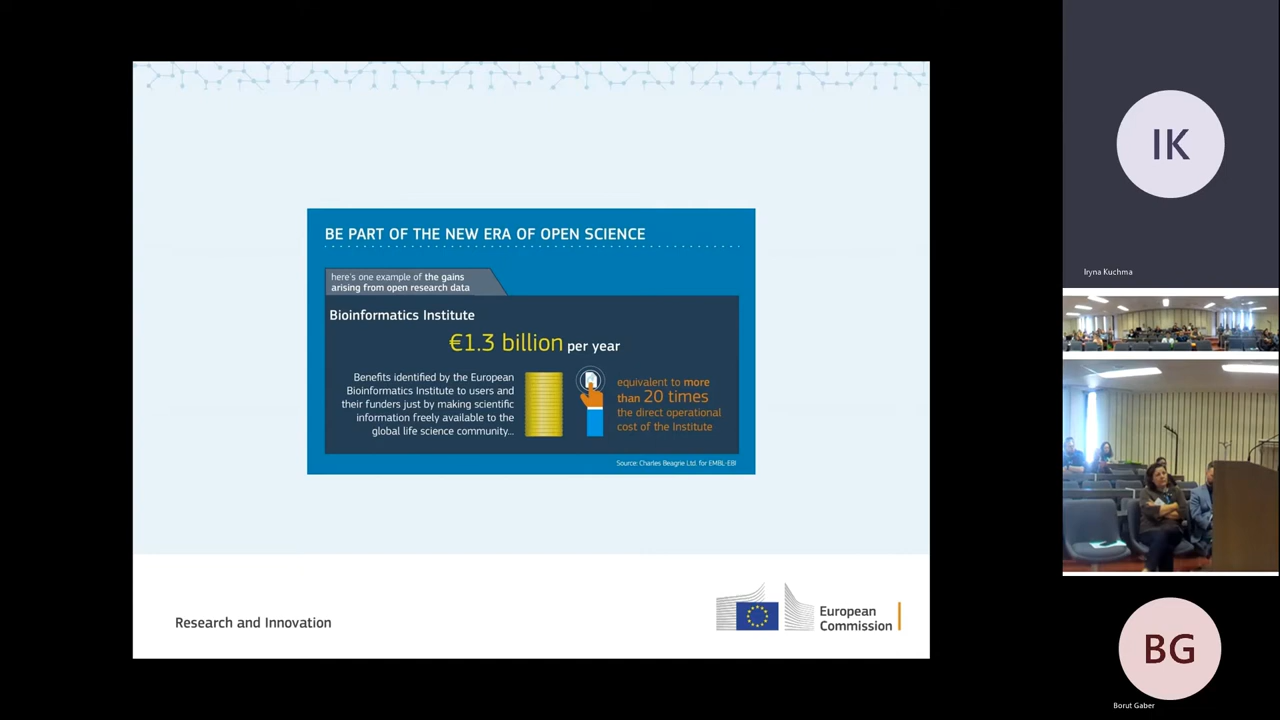 BE PART OF THE NEW ERA OF OPEN SCIENCE
here's one example of the gains
arising from open research data
Bioinformatics Institute
€1.3 billion per year
Benefits identified by the European
Bioinformatics Institute to users and
their funders just by making scientific
information freely available to the
global life science community...
equivalent to more
than 20 times
the direct operational
cost of the Institute
Source: Charles Beagrie Ltd. for EMBL-EBI
Research and Innovation
European
Commission
IK
Iryna Kuchma
BG
Borut Gaber